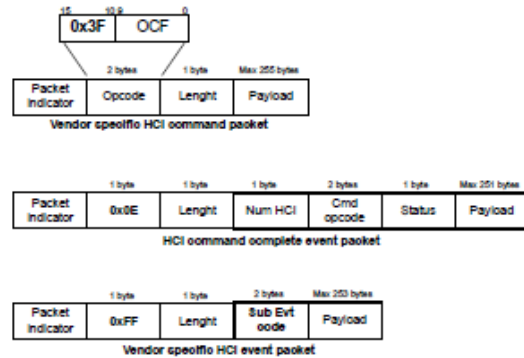 15 10 9 0
0x3F OCF
2 bytes 1 byte Max 255 bytes
Packet Indicator Opcode Lenght Payload
Vendor specific HCI command packet
1 byte 1 byte 1 byte 2 bytes 1 byte Max 251 bytes
Packet Indicator 0x0E Lenght Num HCI Cmd opcode Status Payload
HCI command complete event packet
1 byte 1 byte 2 bytes Max 253 bytes
Packet Indicator 0xFF Lenght Sub Evt code Payload
Vendor specific HCI event packet